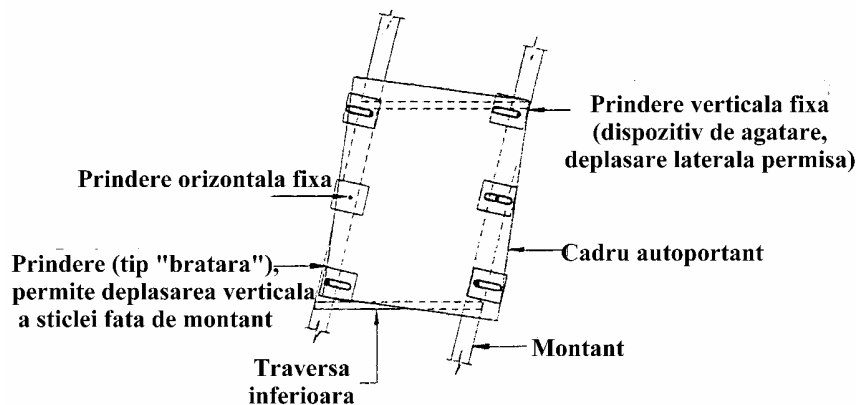 Prindere verticala fixa
(dispozitiv de agatare,
deplasare laterala permisa)
Prindere orizontala fixa
Cadru autoportant
Prindere (tip "bratara"),
permite deplasarea verticala
a sticlei fata de montant
Montant
Traversa
inferioara